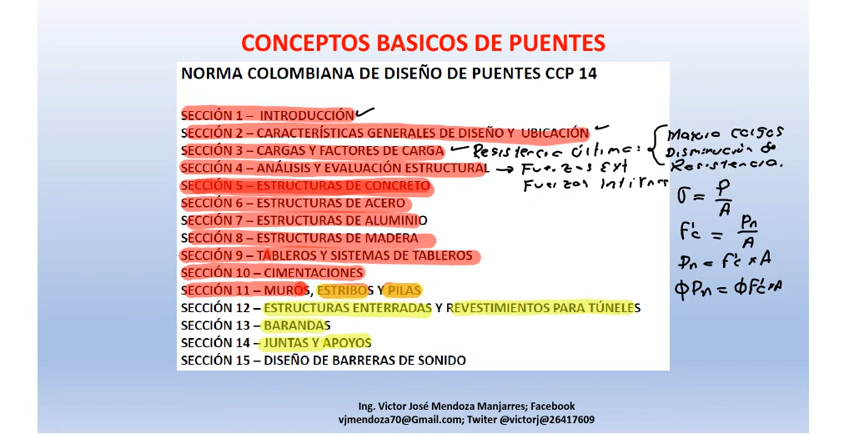 CONCEPTOS BASICOS DE PUENTES
NORMA COLOMBIANA DE DISEÑO DE PUENTES CCP 14
SECCIÓN 1 – INTRODUCCIÓN
SECCIÓN 2 – CARACTERÍSTICAS GENERALES DE DISEÑO Y UBICACIÓN
SECCIÓN 3 – CARGAS Y FACTORES DE CARGA
SECCIÓN 4 – ANÁLISIS Y EVALUACIÓN ESTRUCTURAL
SECCIÓN 5 – ESTRUCTURAS DE CONCRETO
SECCIÓN 6 – ESTRUCTURAS DE ACERO
SECCIÓN 7 – ESTRUCTURAS DE ALUMINIO
SECCIÓN 8 – ESTRUCTURAS DE MADERA
SECCIÓN 9 – TABLEROS Y SISTEMAS DE TABLEROS
SECCIÓN 10 – CIMENTACIONES
SECCIÓN 11 – MUROS, ESTRIBOS Y PILAS
SECCIÓN 12 – ESTRUCTURAS ENTERRADAS Y REVESTIMIENTOS PARA TÚNELES
SECCIÓN 13 – BARANDAS
SECCIÓN 14 – JUNTAS Y APOYOS
SECCIÓN 15 – DISEÑO DE BARRERAS DE SONIDO
Resistencia última:
cargas
Disminución de
Resistencia.
→ Fuerzas Ext
Fuerzas
σ = P/A
F'c = Pn/A
Pn = F'c × A
ϕPn = ϕF'c × A
Ing. Victor José Mendoza Manjarres; Facebook
vjmendoza70@Gmail.com; Twiter @victorj@26417609